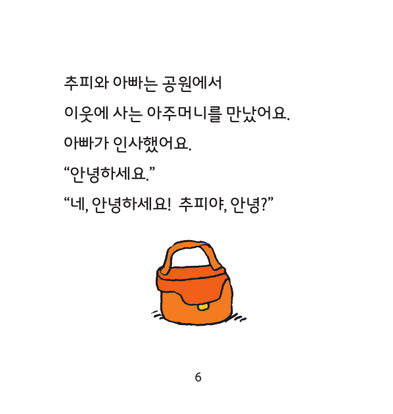 추피와 아빠는 공원에서
이웃에 사는 아주머니를 만났어요.
아빠가 인사했어요.
“안녕하세요.”
“네, 안녕하세요! 추피야, 안녕?”
6